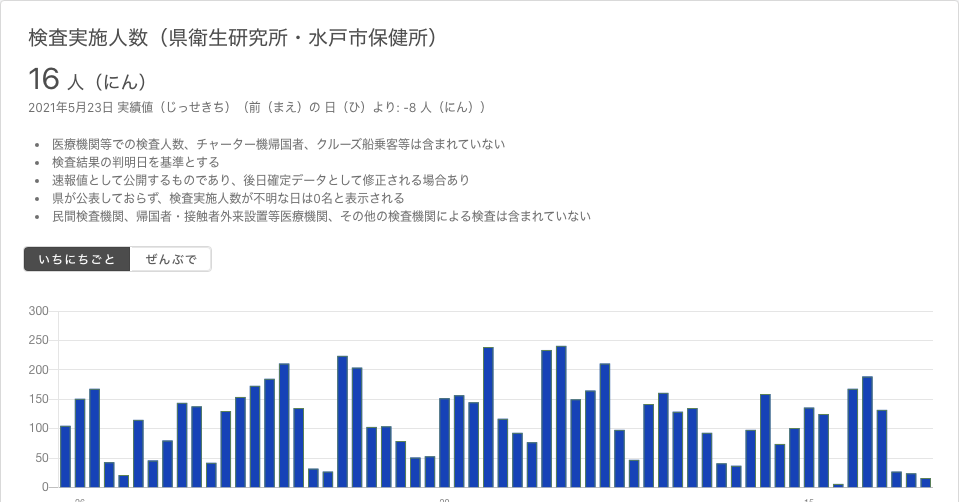 検査実施人数（県衛生研究所・水戸市保健所）
16 人（にん）
2021年5月23日 実績値（じっせきち）（前（まえ）の 日（ひ）より: -8 人（にん））
• 医療機関等での検査人数、チャーター機帰国者、クルーズ船乗客等は含まれていない
• 検査結果の判明日を基準とする
• 速報値として公開するものであり、後日確定データとして修正される場合あり
• 県が公表しておらず、検査実施人数が不明な日は0名と表示される
• 民間検査機関、帰国者・接触者外来設置等医療機関、その他の検査機関による検査は含まれていない
いちにちごと ぜんぶで
300
250
200
150
100
50
0